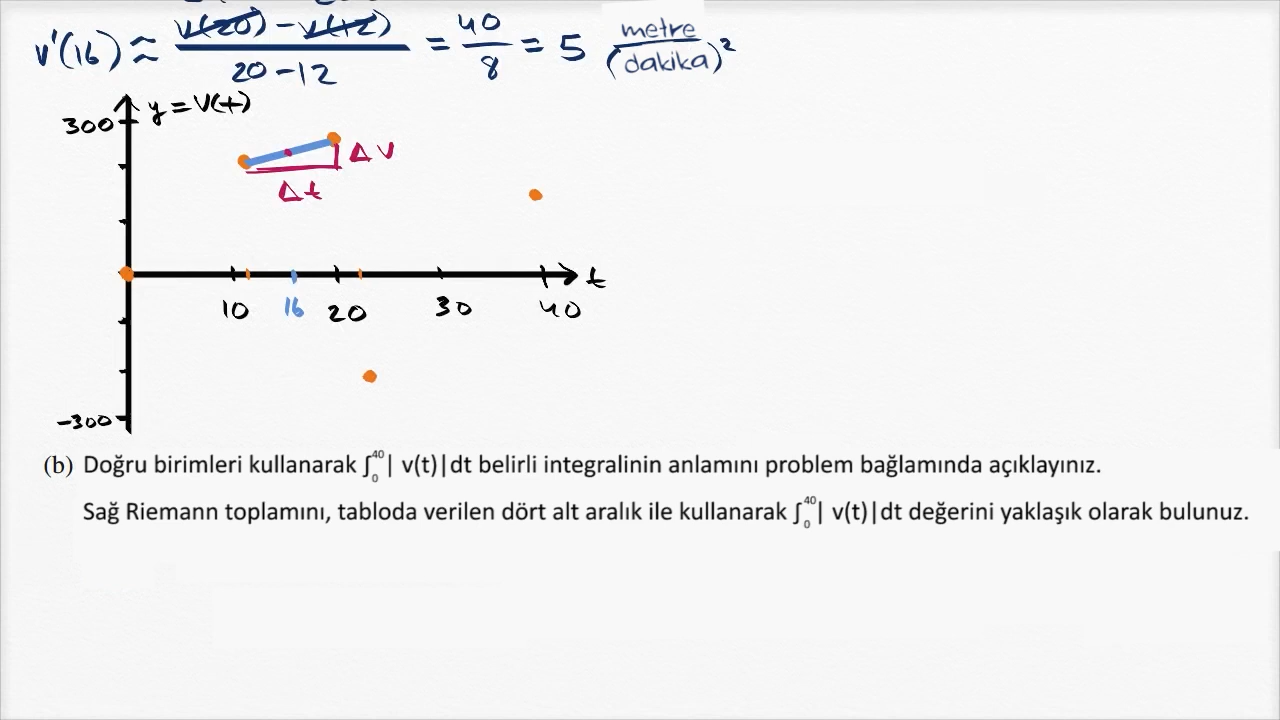 v'(16) ≈ v(20) - v(12) / 20-12 = 40/8 = 5 metre/(dakika)²
y = v(t)
300
Δv
Δt
t
10 16 20 30 40
-300
(b) Doğru birimleri kullanarak ∫₀⁴⁰| v(t)|dt belirli integralinin anlamını problem bağlamında açıklayınız.
Sağ Riemann toplamını, tabloda verilen dört alt aralık ile kullanarak ∫₀⁴⁰| v(t)|dt değerini yaklaşık olarak bulunuz.